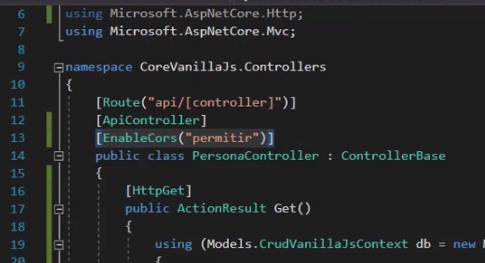 6 using Microsoft.AspNetCore.Http;
7 using Microsoft.AspNetCore.Mvc;
8
9 namespace CoreVanillaJs.Controllers
10 {
11 [Route("api/[controller]")]
12 [ApiController]
13 [EnableCors("permitir")]
14 public class PersonaController : ControllerBase
15 {
16 [HttpGet]
17 public ActionResult Get()
18 {
19 using (Models.CrudVanillaJsContext db = new
20 {